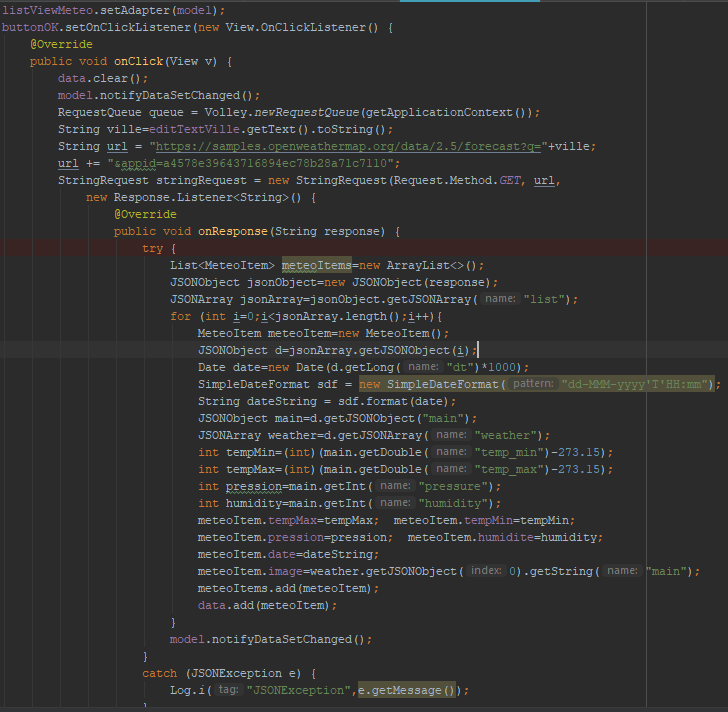 listViewMeteo.setAdapter(model);
buttonOK.setOnClickListener(new View.OnClickListener() {
@Override
public void onClick(View v) {
data.clear();
model.notifyDataSetChanged();
RequestQueue queue = Volley.newRequestQueue(getApplicationContext());
String ville=editTextVille.getText().toString();
String url = "https://samples.openweathermap.org/data/2.5/forecast?q="+ville;
url += "&appid=a4578e39643716894ec78b28a71c7110";
StringRequest stringRequest = new StringRequest(Request.Method.GET, url,
new Response.Listener<String>() {
@Override
public void onResponse(String response) {
try {
List<MeteoItem> meteoItems=new ArrayList<>();
JSONObject jsonObject=new JSONObject(response);
JSONArray jsonArray=jsonObject.getJSONArray( name: "list");
for (int i=0;i<jsonArray.length();i++){
MeteoItem meteoItem=new MeteoItem();
JSONObject d=jsonArray.getJSONObject(i);
Date date=new Date(d.getLong( name: "dt")*1000);
SimpleDateFormat sdf = new SimpleDateFormat( pattern: "dd-MMM-yyyy'T'HH:mm");
String dateString = sdf.format(date);
JSONObject main=d.getJSONObject("main");
JSONArray weather=d.getJSONArray( name: "weather");
int tempMin=(int)(main.getDouble( name: "temp_min")-273.15);
int tempMax=(int)(main.getDouble( name: "temp_max")-273.15);
int pression=main.getInt( name: "pressure");
int humidity=main.getInt( name: "humidity");
meteoItem.tempMax=tempMax; meteoItem.tempMin=tempMin;
meteoItem.pression=pression; meteoItem.humidite=humidity;
meteoItem.date=dateString;
meteoItem.image=weather.getJSONObject( index: 0).getString( name: "main");
meteoItems.add(meteoItem);
data.add(meteoItem);
}
model.notifyDataSetChanged();
}
catch (JSONException e) {
Log.i( tag: "JSONException",e.getMessage());
}